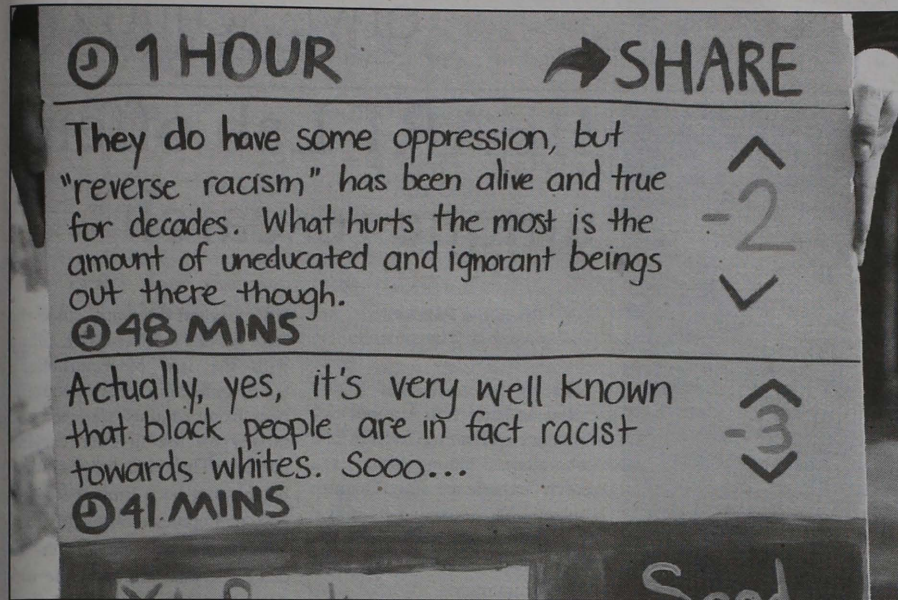 1 HOUR SHARE
They do have some oppression, but
"reverse racism" has been alive and true
for decades. What hurts the most is the
amount of uneducated and ignorant beings
out there though.
-2
48 MINS
Actually, yes, it's very well known
that black people are in fact racist
towards whites. Sooo...
-3
41 MINS
Send